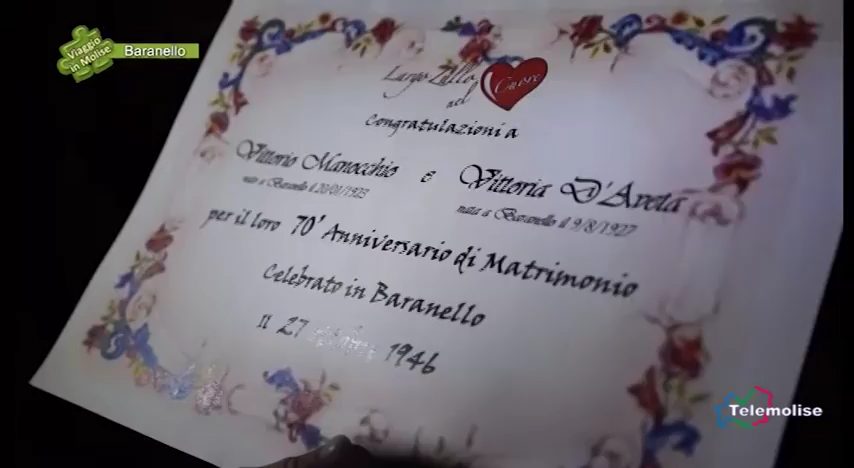 Viaggio
in Molise
Baranello
Largo Zullo
nel
Cuore
Congratulazioni a
Vittorio Manocchio e Vittoria D'Aveta
nato a Baranello il 20/01/1923
nata a Baranello il 9/8/1927
per il loro 70° Anniversario di Matrimonio
Celebrato in Baranello
Il 27 1946
Telemolise